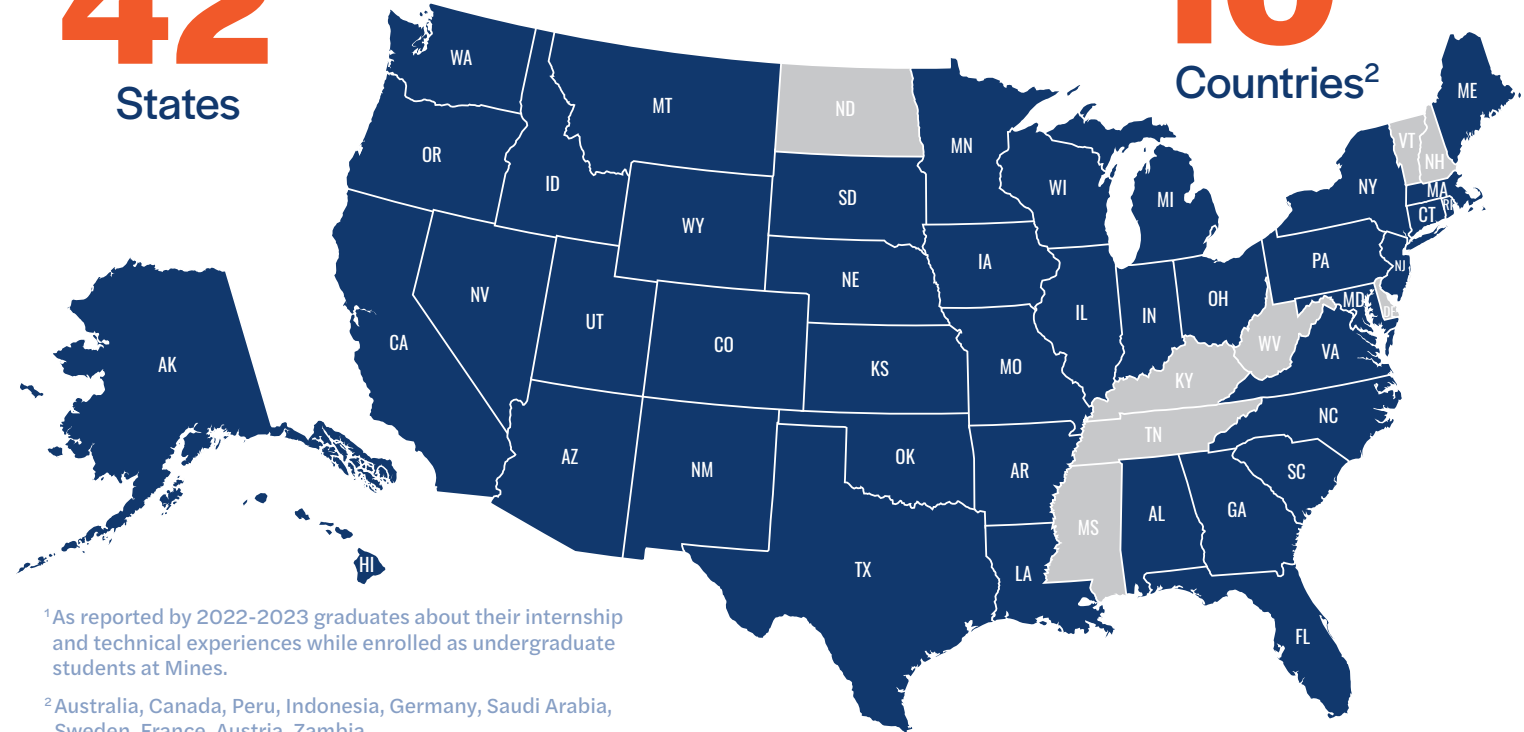 42
States
10
Countries²
WA
MT
ND
MN
ME
OR
ID
SD
WI
MI
NY
VT
NH
MA
RI
CT
WY
IA
PA
NJ
NV
UT
NE
IL
IN
OH
MD
DE
AK
CA
CO
KS
MO
WV
VA
KY
TN
NC
AZ
NM
OK
AR
SC
MS
AL
GA
HI
TX
LA
FL
¹As reported by 2022-2023 graduates about their internship
and technical experiences while enrolled as undergraduate
students at Mines.
²Australia, Canada, Peru, Indonesia, Germany, Saudi Arabia,
Sweden, France, Austria, Zambia